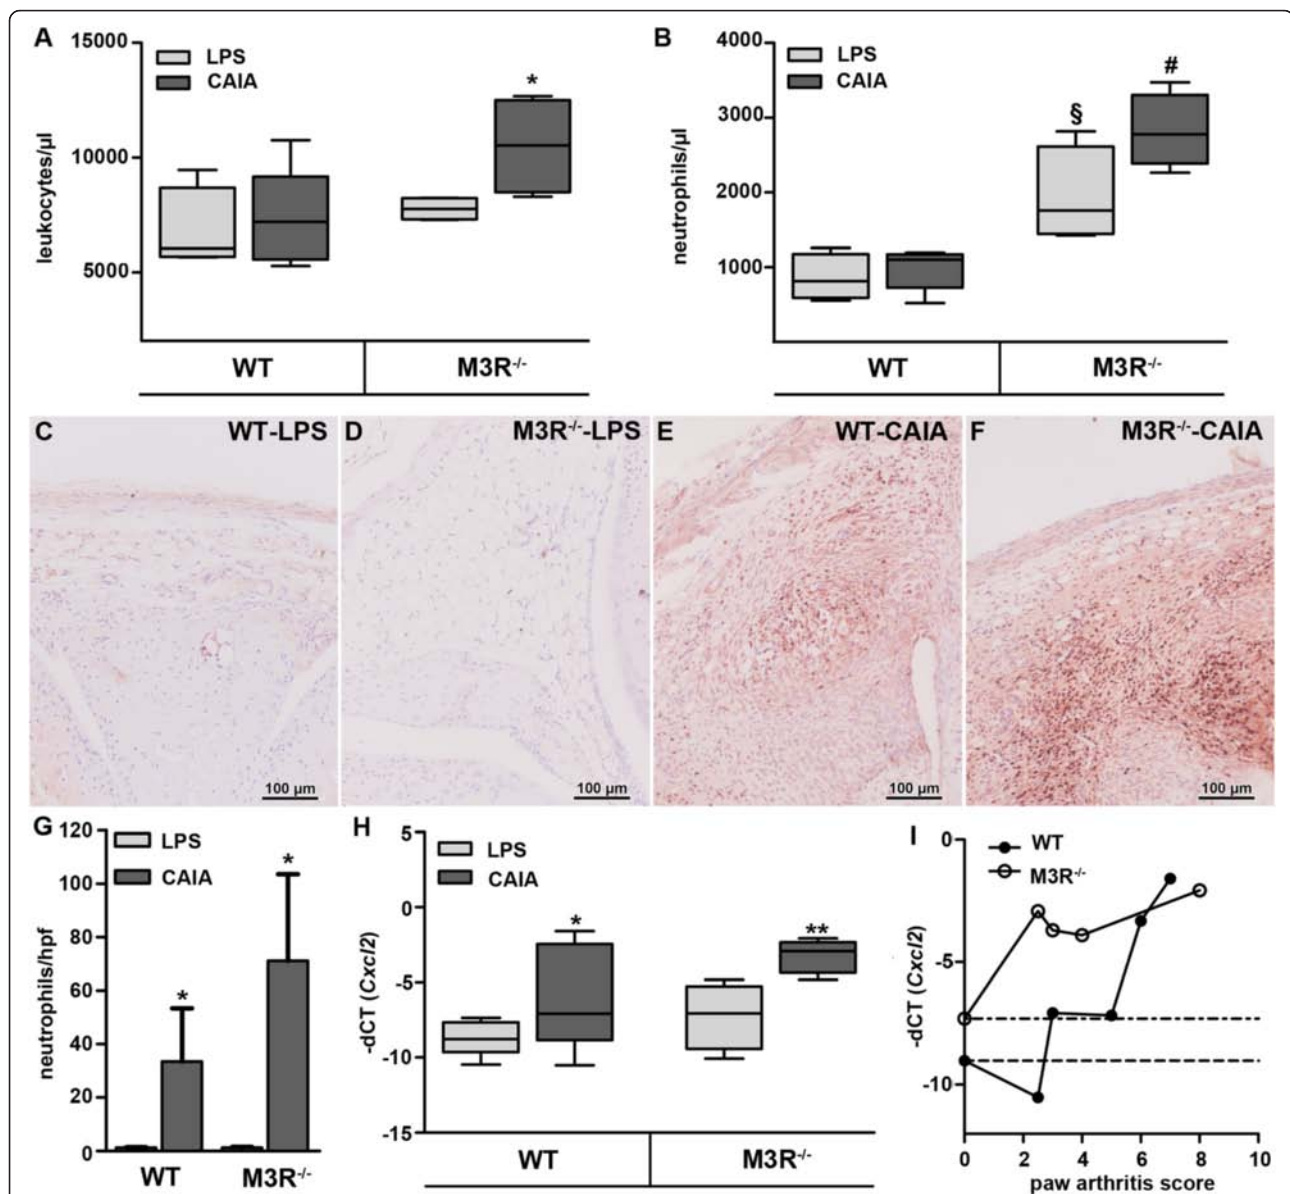 A
15000
10000
5000
leukocytes/µl
LPS
CAIA
*
WT
M3R-/-
B
4000
3000
2000
1000
neutrophils/µl
LPS
CAIA
§
#
WT
M3R-/-
C WT-LPS
100 µm
D M3R-/--LPS
100 µm
E WT-CAIA
100 µm
F M3R-/--CAIA
100 µm
G
120
100
80
60
40
20
0
neutrophils/hpf
LPS
CAIA
*
*
WT
M3R-/-
H
5
0
-5
-10
-15
-dCT (Cxcl2)
LPS
CAIA
*
**
WT
M3R-/-
I
0
-5
-10
-dCT (Cxcl2)
WT
M3R-/-
0 2 4 6 8 10
paw arthritis score